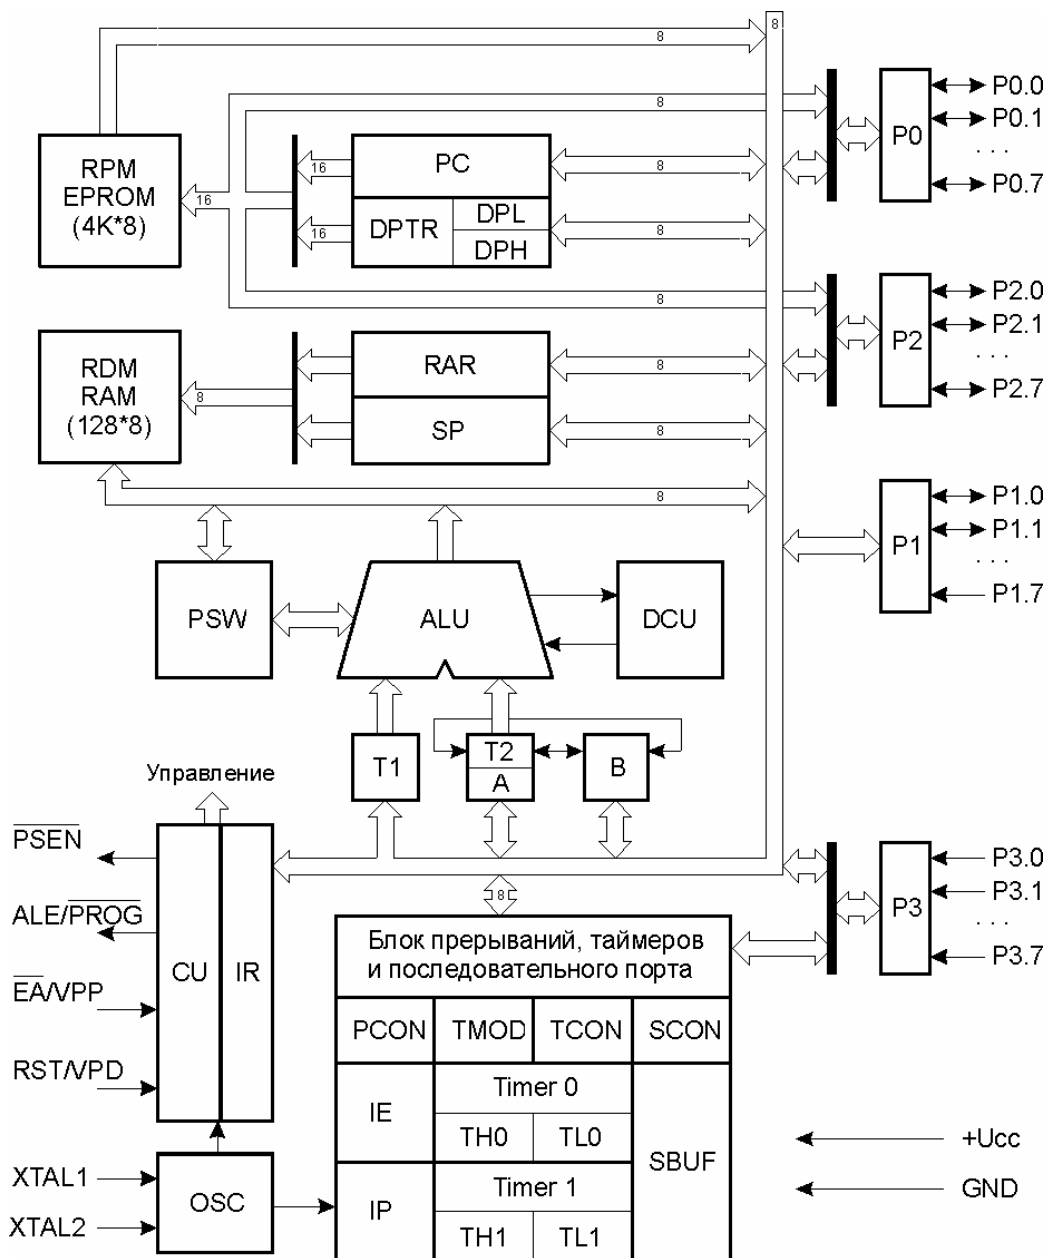 8
8
8
P0.0
P0.1
. . .
P0.7
P0
RPM
EPROM
(4K*8)
16
16
16
PC
DPTR
DPL
DPH
8
8
8
P2.0
P2.1
. . .
P2.7
P2
RDM
RAM
(128*8)
8
RAR
SP
8
8
8
P1.0
P1.1
. . .
P1.7
P1
PSW
ALU
DCU
T1
T2
A
B
Управление
PSEN
ALE/PROG
EA/VPP
RST/VPD
CU
IR
8
P3.0
P3.1
. . .
P3.7
P3
Блок прерываний, таймеров
и последовательного порта
PCON
TMOD
TCON
SCON
IE
Timer 0
TH0
TL0
SBUF
IP
Timer 1
TH1
TL1
XTAL1
XTAL2
OSC
+Ucc
GND